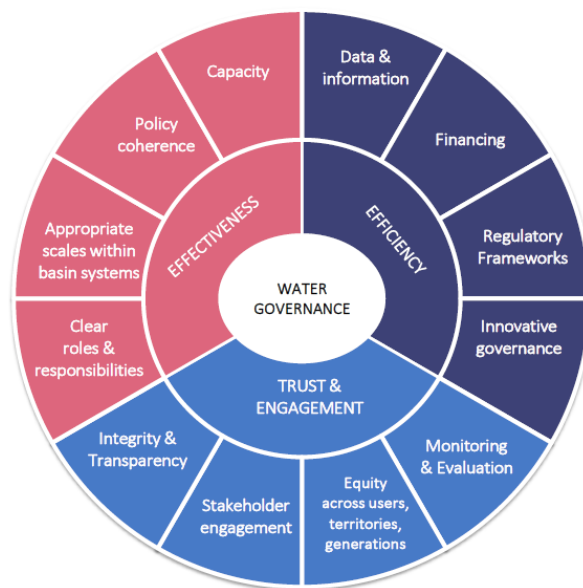 Capacity
Data &
information
Policy
coherence
Financing
Appropriate
scales within
basin systems
Regulatory
Frameworks
Clear
roles &
responsibilities
Innovative
governance
EFFECTIVENESS
EFFICIENCY
WATER
GOVERNANCE
TRUST &
ENGAGEMENT
Integrity &
Transparency
Stakeholder
engagement
Equity
across users,
territories,
generations
Monitoring
& Evaluation